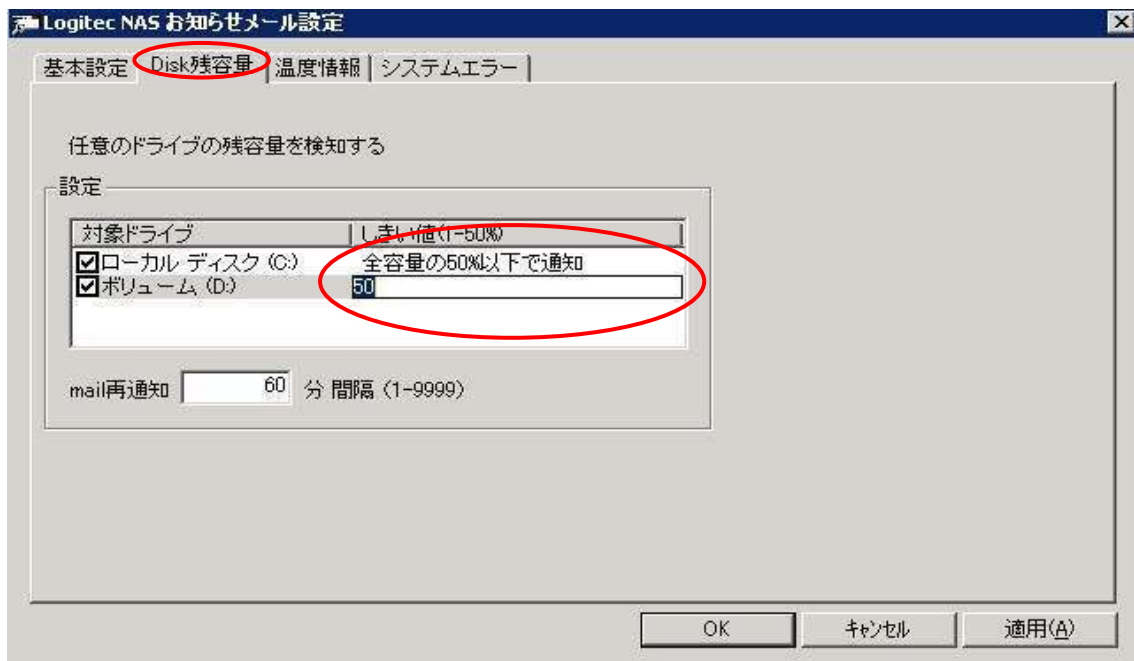 Logitec NAS お知らせメール設定
基本設定 Disk残容量 温度情報 システムエラー
任意のドライブの残容量を検知する
設定
対象ドライブ しきい値(1-50%)
ローカル ディスク (C:) 全容量の50%以下で通知
ボリューム (D:) 50
mail再通知 60 分 間隔 (1-9999)
OK キャンセル 適用(A)